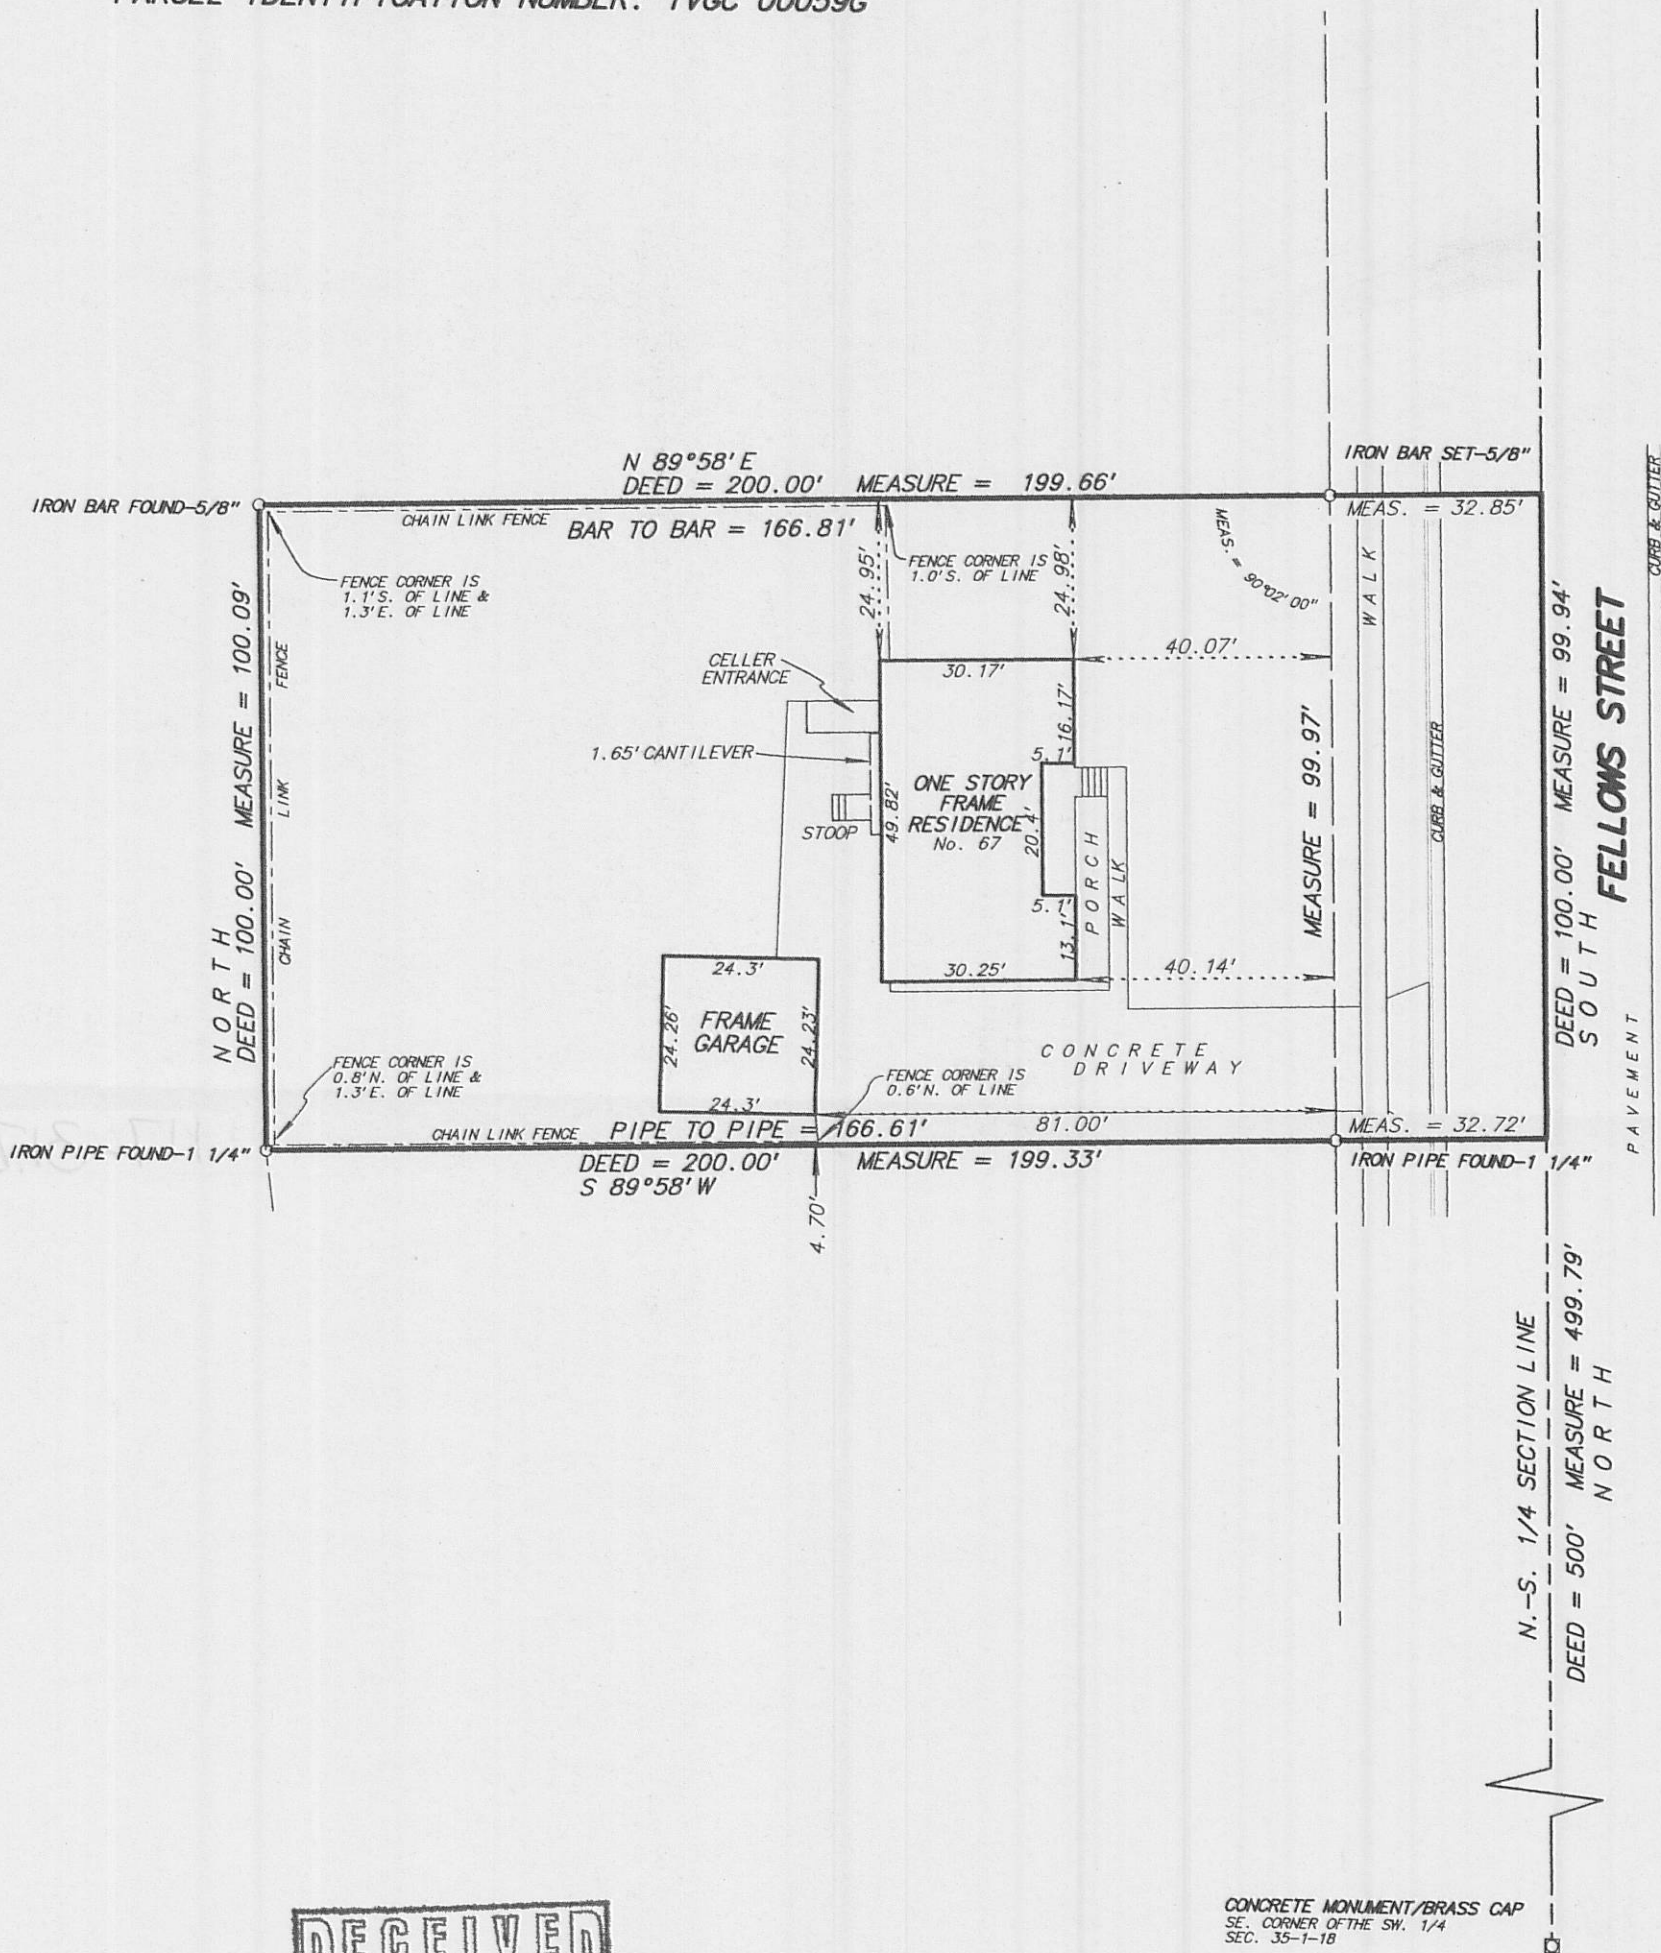 PARCEL IDENTIFICATION NUMBER: TVGC 00059G
N 89°58'E
DEED = 200.00' MEASURE = 199.66'
IRON BAR SET-5/8"
IRON BAR FOUND-5/8"
MEAS. = 32.85'
CHAIN LINK FENCE
BAR TO BAR = 166.81'
MEAS. = 90°02'00"
CURB & GUTTER
FENCE CORNER IS
1.1'S. OF LINE &
1.3'E. OF LINE
24.95'
FENCE CORNER IS
1.0'S. OF LINE
24.98'
WALK
40.07'
30.17'
CELLER
ENTRANCE
16.17'
1.65' CANTILEVER
5.1'
ONE STORY
FRAME
RESIDENCE
No. 67
49.82'
20.4'
STOOP
PORCH
WALK
5.1'
13.1'
30.25'
40.14'
MEASURE = 99.97'
CURB & GUTTER
DEED = 100.00' MEASURE = 99.94'
SOUTH
FELLOWS STREET
PAVEMENT
NORTH
DEED = 100.00' MEASURE = 100.09'
CHAIN LINK FENCE
24.3'
24.26'
FRAME
GARAGE
24.23'
24.3'
CONCRETE
DRIVEWAY
FENCE CORNER IS
0.8'N. OF LINE &
1.3'E. OF LINE
FENCE CORNER IS
0.6'N. OF LINE
81.00'
CHAIN LINK FENCE
PIPE TO PIPE = 166.61'
MEAS. = 32.72'
IRON PIPE FOUND-1 1/4"
DEED = 200.00' MEASURE = 199.33'
S 89°58'W
IRON PIPE FOUND-1 1/4"
4.70'
N.-S. 1/4 SECTION LINE
DEED = 500' MEASURE = 499.79'
NORTH
CONCRETE MONUMENT/BRASS CAP
SE. CORNER OF THE SW. 1/4
SEC. 35-1-18
RECEIVED